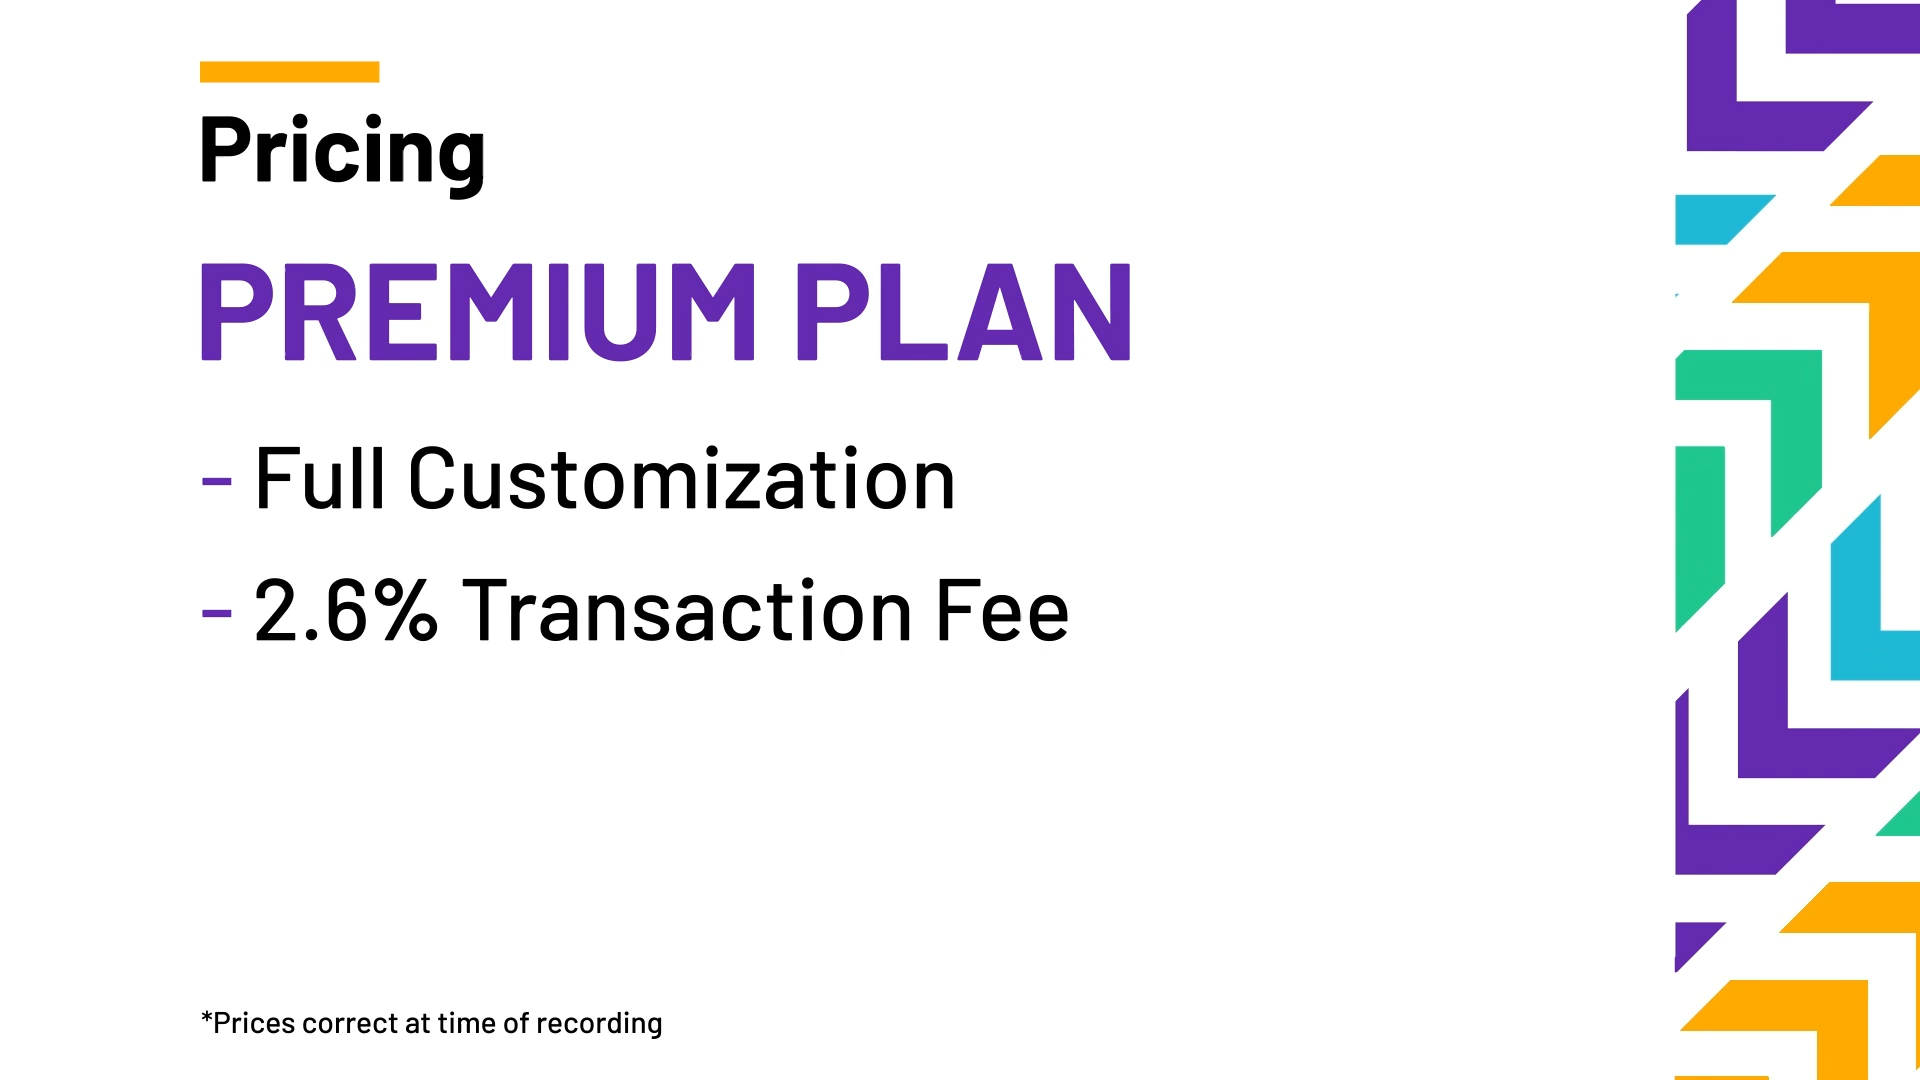 Pricing
PREMIUM PLAN
- Full Customization
- 2.6% Transaction Fee
*Prices correct at time of recording